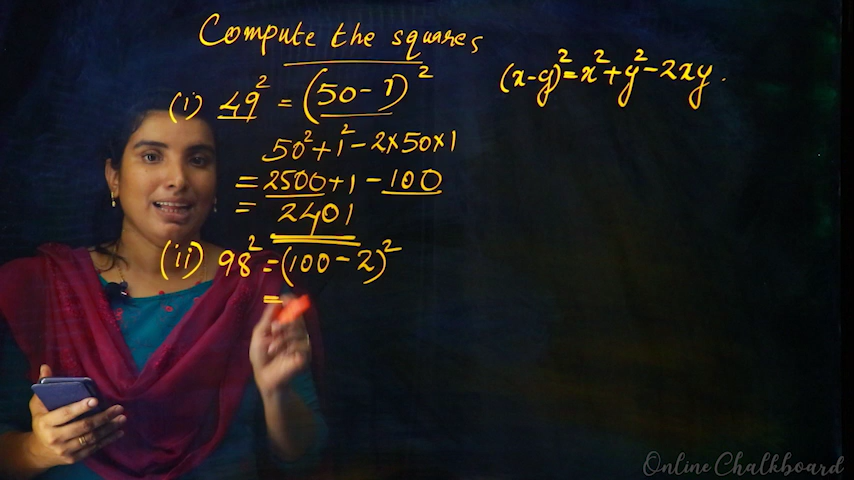 Compute the squares
(x-y)²=x²+y²-2xy.
(i) 49² = (50-1)²
50²+1²-2×50×1
= 2500+1-100
= 2401
(ii) 98² = (100-2)²
=
Online Chalkboard